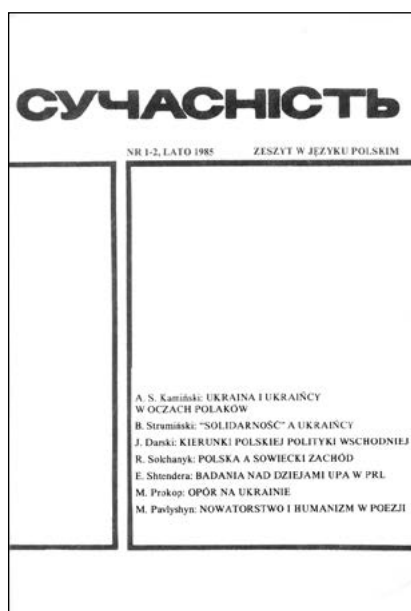 СУЧАСНІСТЬ
NR 1-2, LATO 1985 ZESZYT W JĘZYKU POLSKIM
A. S. Kamiński: UKRAINA I UKRAIŃCY
W OCZACH POLAKÓW
B. Strumiński: "SOLIDARNOŚĆ" A UKRAIŃCY
J. Darski: KIERUNKI POLSKIEJ POLITYKI WSCHODNIEJ
R. Solchanyk: POLSKA A SOWIECKI ZACHÓD
E. Shtendera: BADANIA NAD DZIEJAMI UPA W PRL
M. Prokop: OPÓR NA UKRAINIE
M. Pavlyshyn: NOWATORSTWO I HUMANIZM W POEZJI